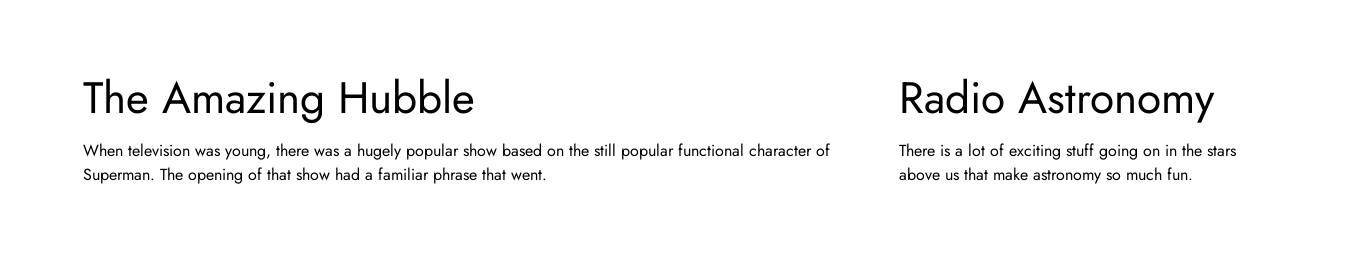 The Amazing Hubble
When television was young, there was a hugely popular show based on the still popular functional character of
Superman. The opening of that show had a familiar phrase that went.
Radio Astronomy
There is a lot of exciting stuff going on in the stars
above us that make astronomy so much fun.